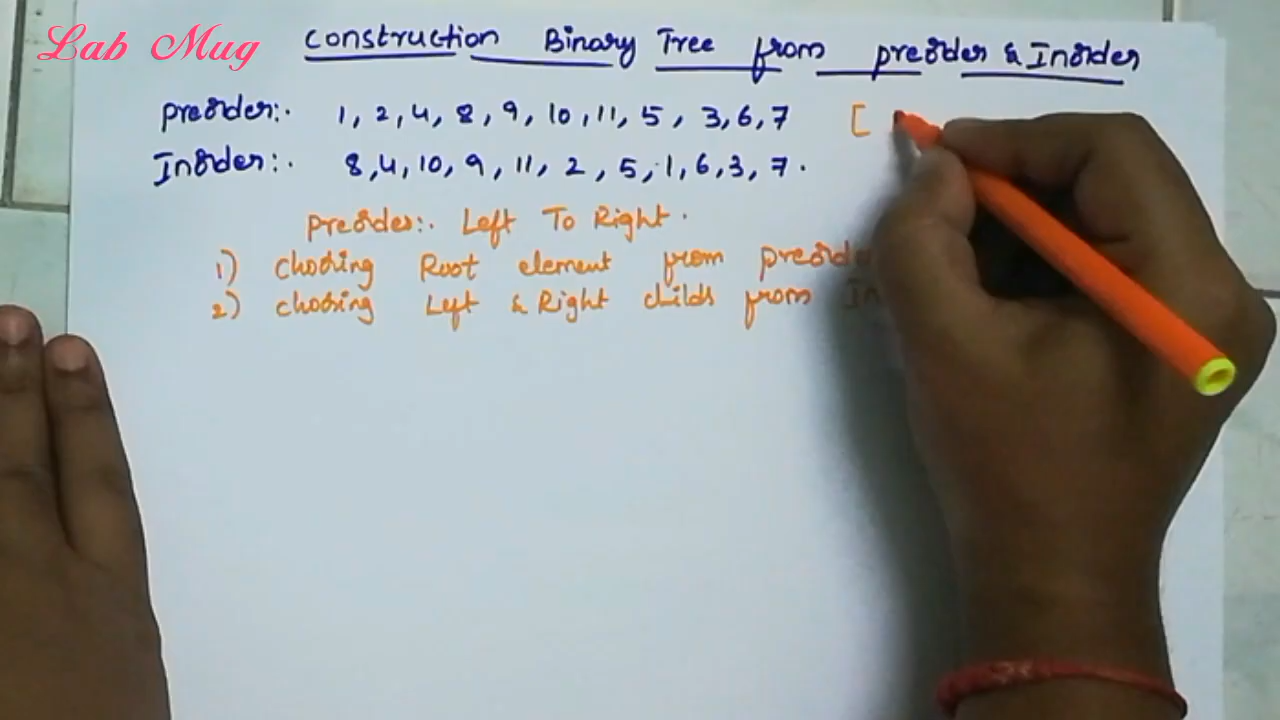 Lab Mug
Construction Binary Tree from preorder & Inorder
preorder:. 1, 2, 4, 8, 9, 10, 11, 5, 3, 6, 7 [
Inorder:. 8, 4, 10, 9, 11, 2, 5, 1, 6, 3, 7.
preorder:. Left To Right.
1) choosing Root element from
2) choosing Left & Right childs from